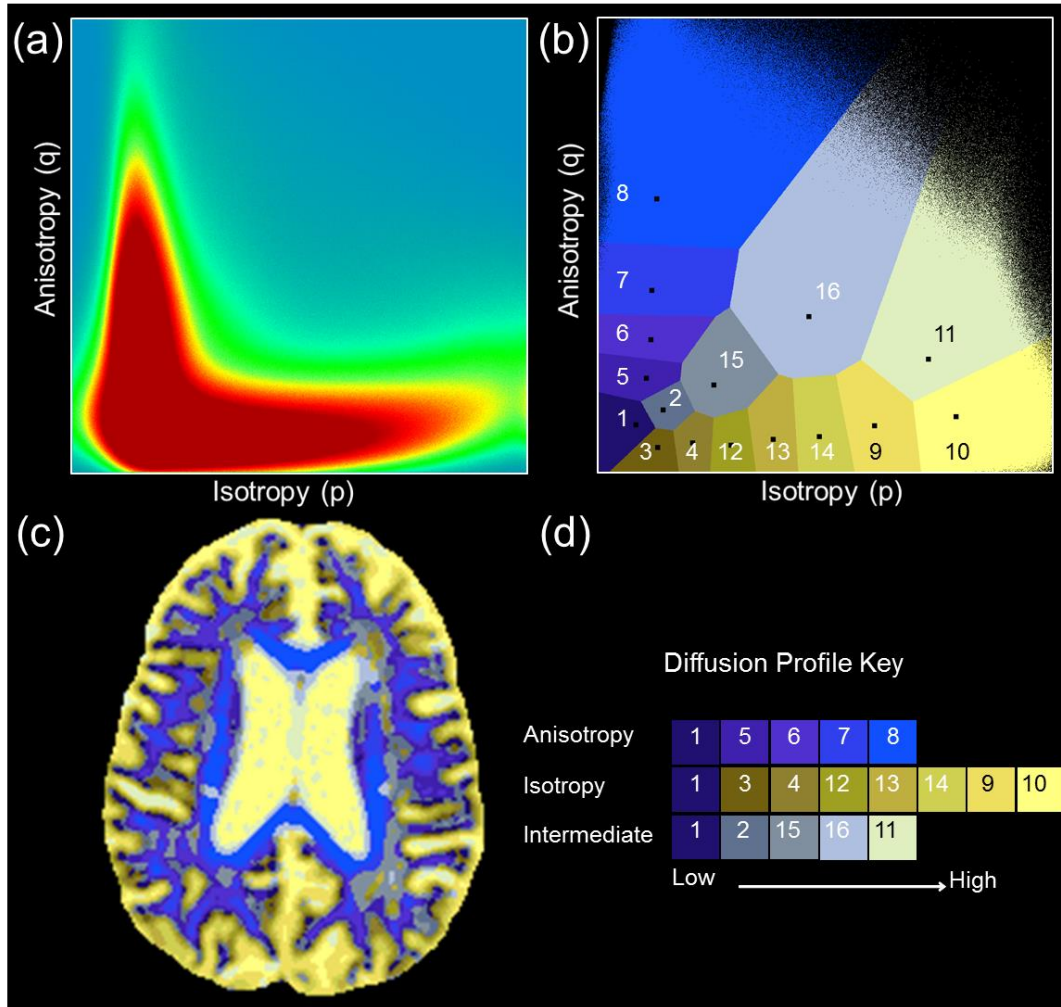 (a)
Anisotropy (q)
Isotropy (p)
(b)
Anisotropy (q)
8
7
6
16
5
15
11
2
1
3 4 12 13 14 9 10
Isotropy (p)
(c)
(d)
Diffusion Profile Key
Anisotropy 1 5 6 7 8
Isotropy 1 3 4 12 13 14 9 10
Intermediate 1 2 15 16 11
Low High